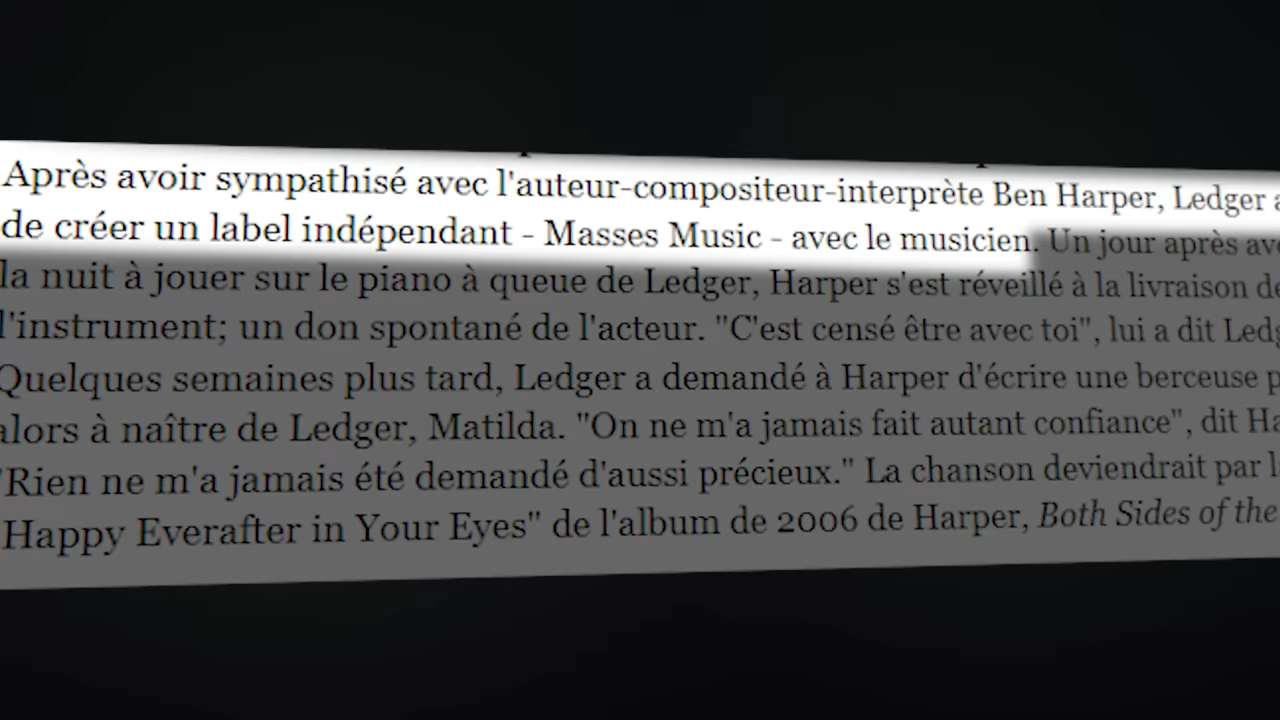 Après avoir sympathisé avec l'auteur-compositeur-interprète Ben Harper, Ledger
de créer un label indépendant - Masses Music - avec le musicien. Un jour après
la nuit à jouer sur le piano à queue de Ledger, Harper s'est réveillé à la livraison
l'instrument; un don spontané de l'acteur. "C'est censé être avec toi", lui a dit
Quelques semaines plus tard, Ledger a demandé à Harper d'écrire une berceuse
alors à naître de Ledger, Matilda. "On ne m'a jamais fait autant confiance", dit
"Rien ne m'a jamais été demandé d'aussi précieux." La chanson deviendrait par
Happy Everafter in Your Eyes" de l'album de 2006 de Harper, Both Sides of the